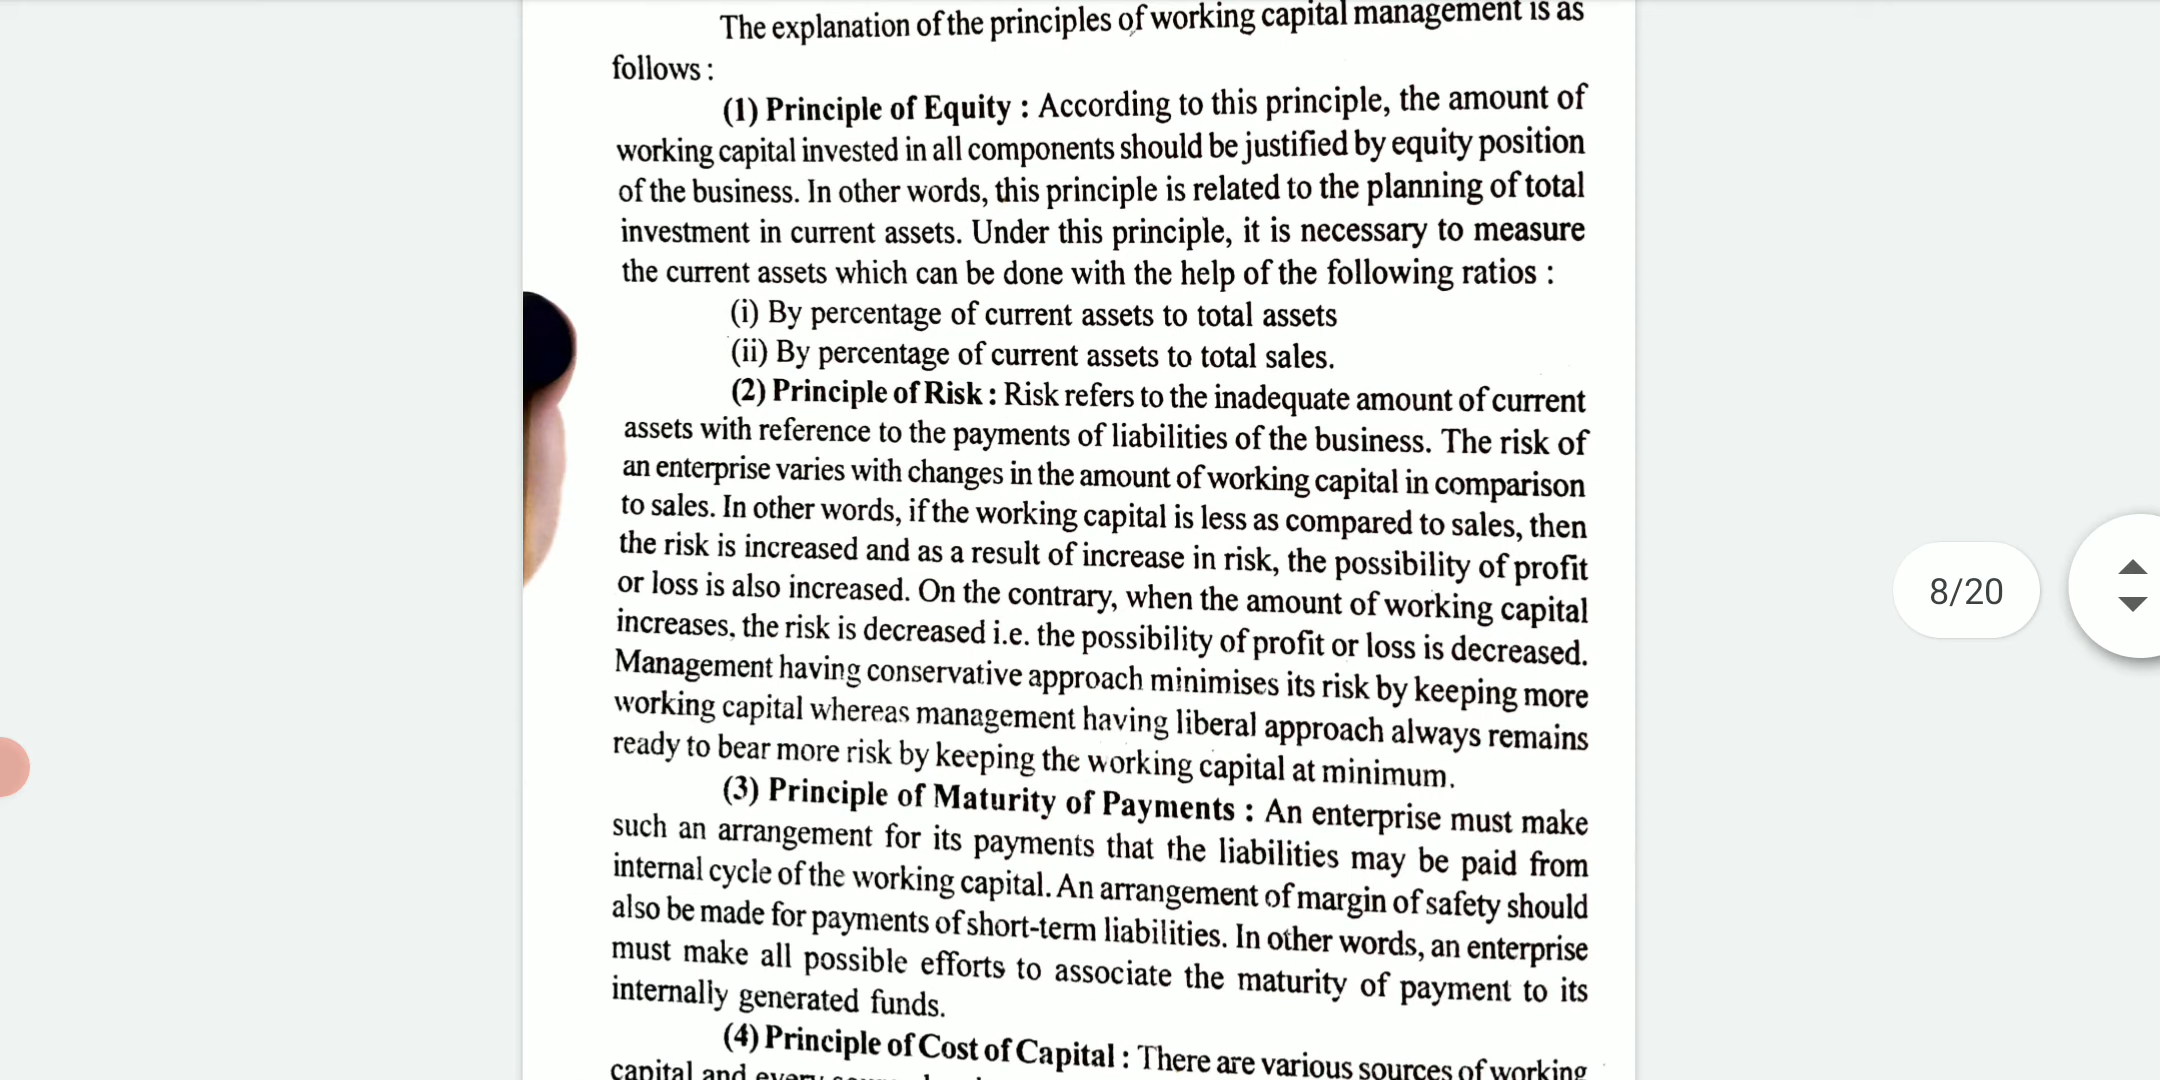 The explanation of the principles of working capital management is as
follows :
(1) Principle of Equity : According to this principle, the amount of
working capital invested in all components should be justified by equity position
of the business. In other words, this principle is related to the planning of total
investment in current assets. Under this principle, it is necessary to measure
the current assets which can be done with the help of the following ratios :
(i) By percentage of current assets to total assets
(ii) By percentage of current assets to total sales.
(2) Principle of Risk : Risk refers to the inadequate amount of current
assets with reference to the payments of liabilities of the business. The risk of
an enterprise varies with changes in the amount of working capital in comparison
to sales. In other words, if the working capital is less as compared to sales, then
the risk is increased and as a result of increase in risk, the possibility of profit
or loss is also increased. On the contrary, when the amount of working capital
increases, the risk is decreased i.e. the possibility of profit or loss is decreased.
Management having conservative approach minimises its risk by keeping more
working capital whereas management having liberal approach always remains
ready to bear more risk by keeping the working capital at minimum.
(3) Principle of Maturity of Payments : An enterprise must make
such an arrangement for its payments that the liabilities may be paid from
internal cycle of the working capital. An arrangement of margin of safety should
also be made for payments of short-term liabilities. In other words, an enterprise
must make all possible efforts to associate the maturity of payment to its
internally generated funds.
(4) Principle of Cost of Capital : There are various sources of working
capital and every
8/20